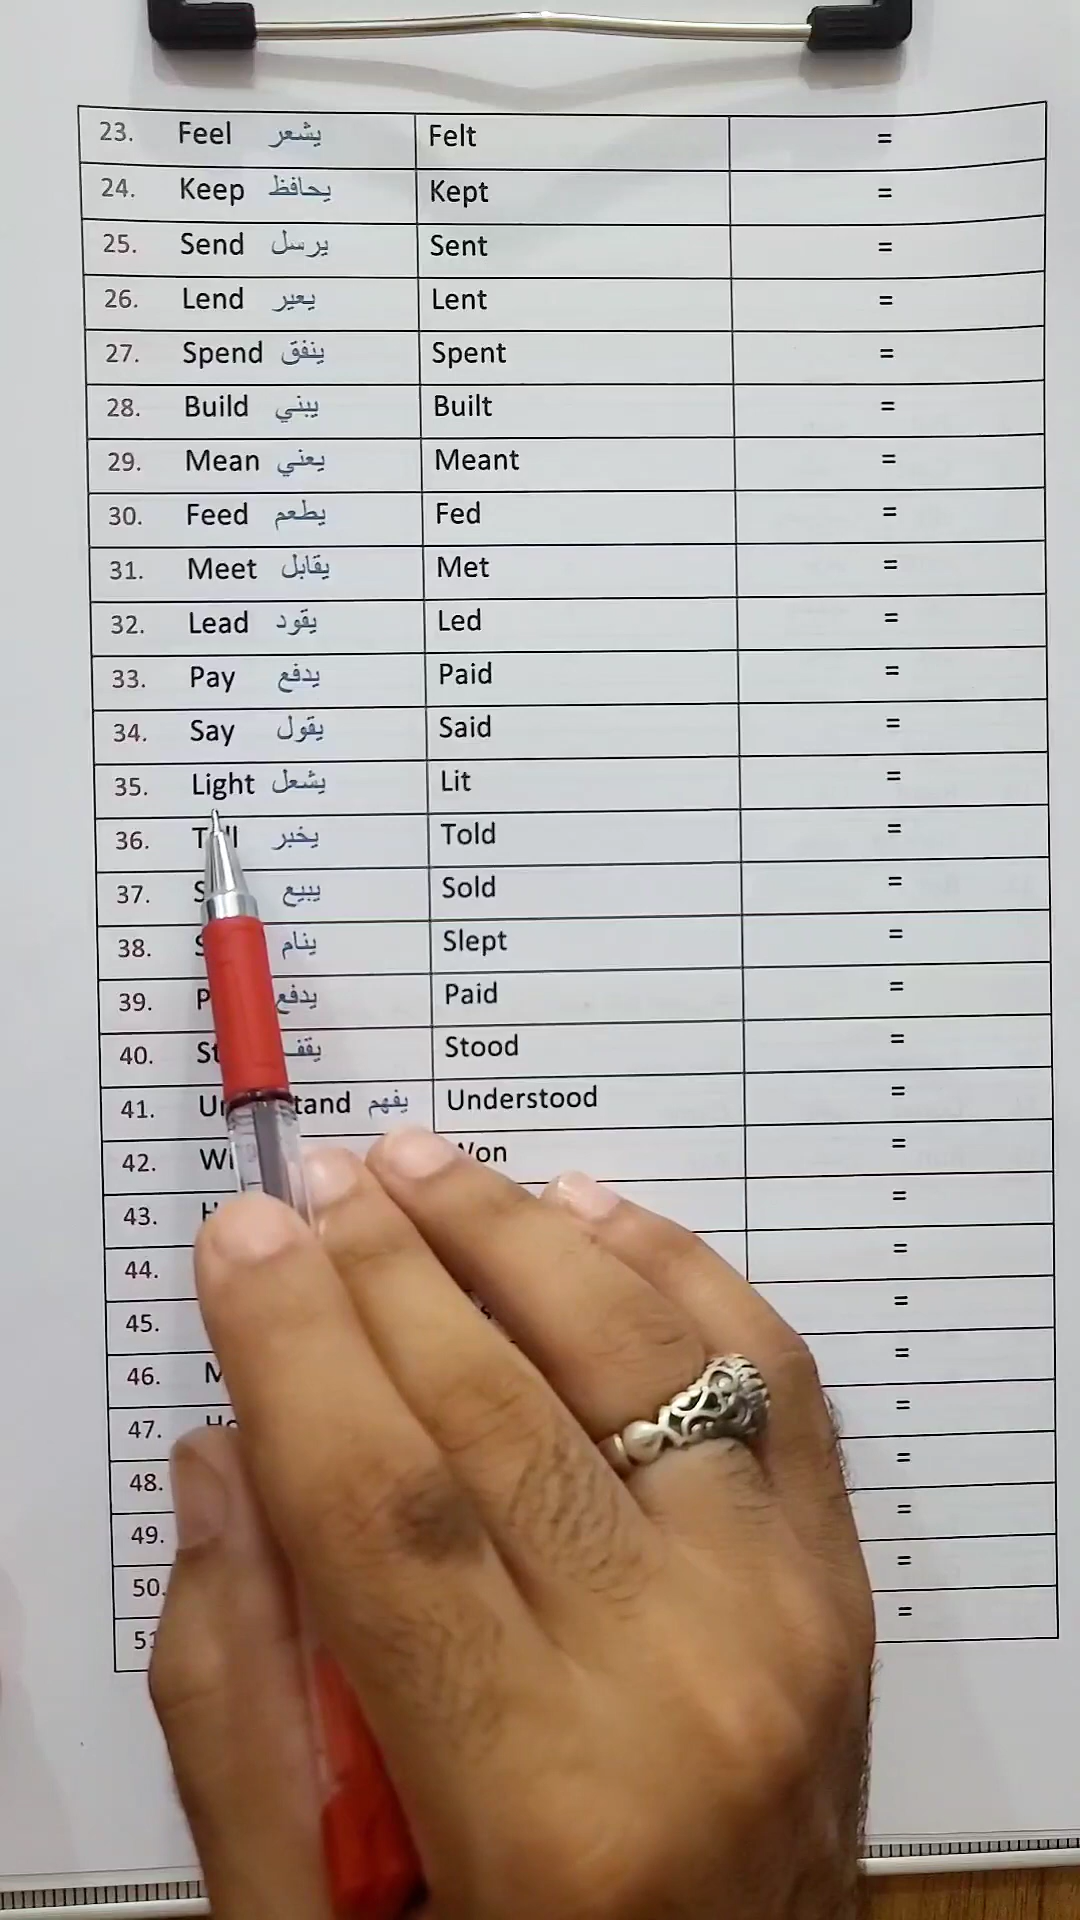 23. Feel يشعر Felt =
24. Keep يحافظ Kept =
25. Send يرسل Sent =
26. Lend يعير Lent =
27. Spend ينفق Spent =
28. Build يبني Built =
29. Mean يعني Meant =
30. Feed يطعم Fed =
31. Meet يقابل Met =
32. Lead يقود Led =
33. Pay يدفع Paid =
34. Say يقول Said =
35. Light يشعل Lit =
36. يخبر Told =
37. يبيع Sold =
38. ينام Slept =
39. يدفع Paid =
40. يقف Stood =
41. يفهم Understood =
42. Won =
43. =
44. =
45. =
46. =
47. =
48. =
49. =
50. =
=